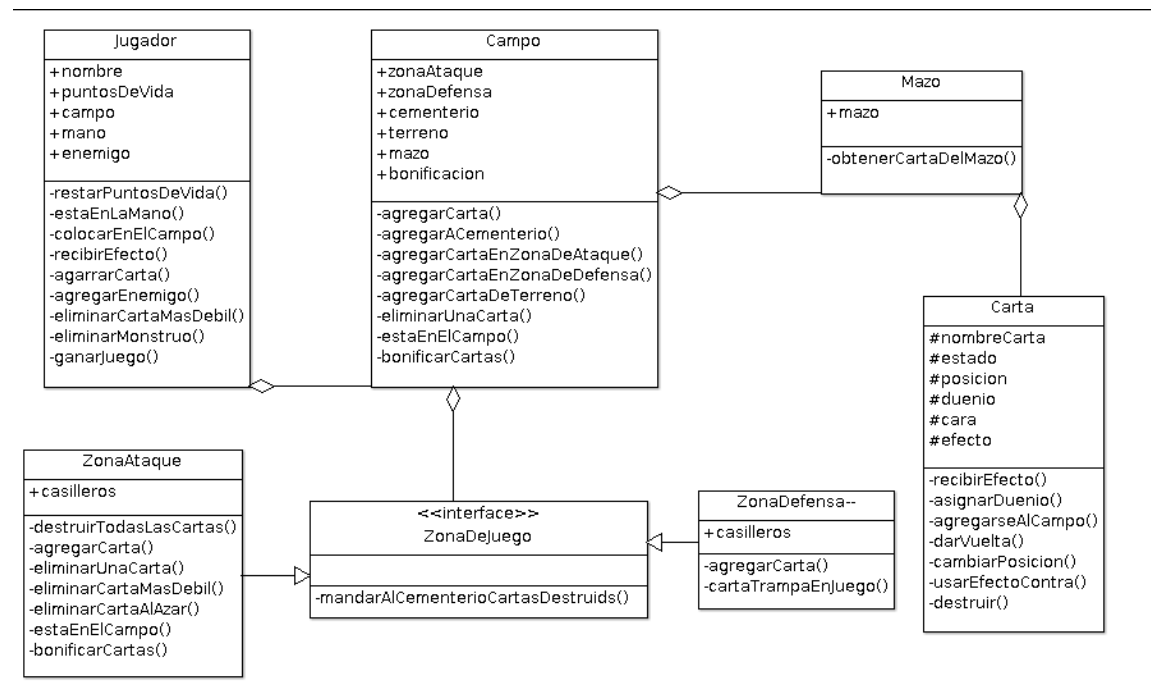 Jugador
+nombre
+puntosDeVida
+campo
+mano
+enemigo
-restarPuntosDeVida()
-estaEnLaMano()
-colocarEnElCampo()
-recibirEfecto()
-agarrarCarta()
-agregarEnemigo()
-eliminarCartaMasDebil()
-eliminarMonstruo()
-ganarJuego()
Campo
+zonaAtaque
+zonaDefensa
+cementerio
+terreno
+mazo
+bonificacion
-agregarCarta()
-agregarACementerio()
-agregarCartaEnZonaDeAtaque()
-agregarCartaEnZonaDeDefensa()
-agregarCartaDeTerreno()
-eliminarUnaCarta()
-estaEnElCampo()
-bonificarCartas()
Mazo
+mazo
-obtenerCartaDelMazo()
Carta
#nombreCarta
#estado
#posicion
#duenio
#cara
#efecto
-recibirEfecto()
-asignarDuenio()
-agregarseAlCampo()
-darVuelta()
-cambiarPosicion()
-usarEfectoContra()
-destruir()
ZonaAtaque
+casilleros
-destruirTodasLasCartas()
-agregarCarta()
-eliminarUnaCarta()
-eliminarCartaMasDebil()
-eliminarCartaAlAzar()
-estaEnElCampo()
-bonificarCartas()
<<interface>>
ZonaDeJuego
-mandarAlCementerioCartasDestruids()
ZonaDefensa--
+casilleros
-agregarCarta()
-cartaTrampaEnJuego()